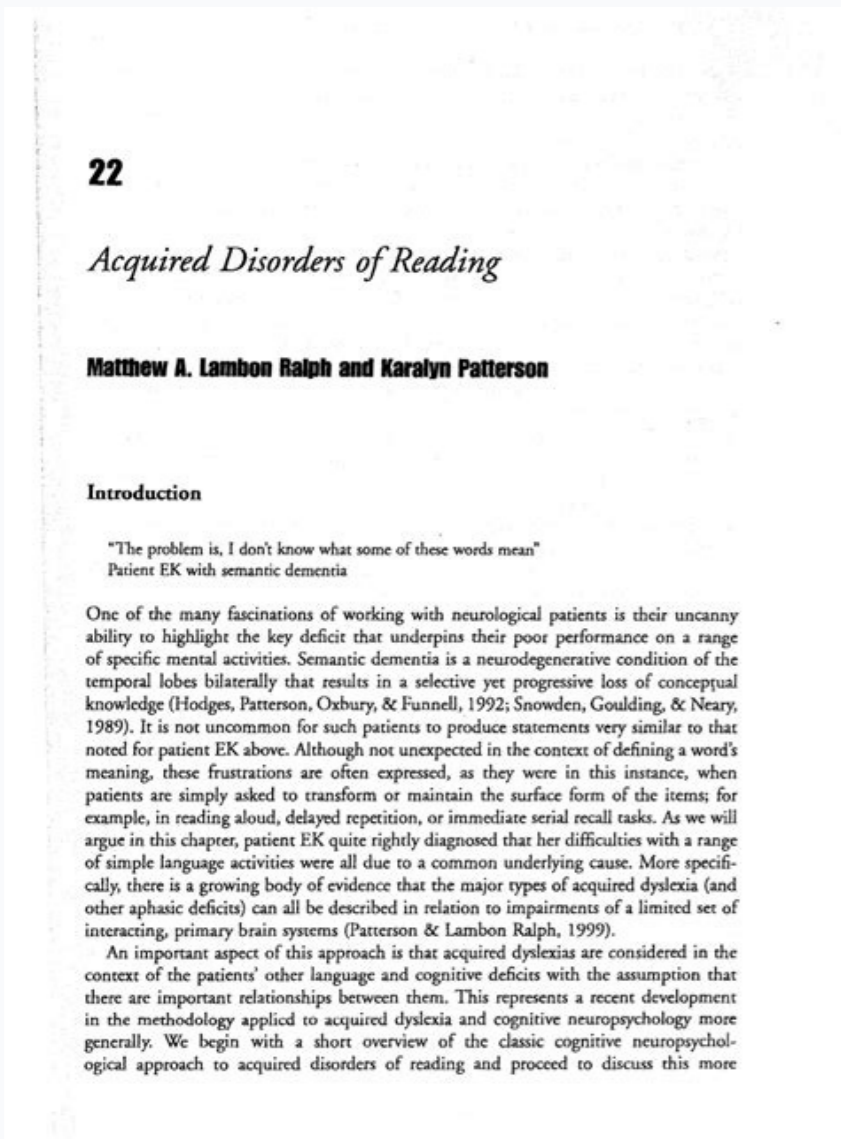 22
Acquired Disorders of Reading
Matthew A. Lambon Ralph and Karalyn Patterson
Introduction
"The problem is, I don't know what some of these words mean"
Patient EK with semantic dementia
One of the many fascinations of working with neurological patients is their uncanny
ability to highlight the key deficit that underpins their poor performance on a range
of specific mental activities. Semantic dementia is a neurodegenerative condition of the
temporal lobes bilaterally that results in a selective yet progressive loss of conceptual
knowledge (Hodges, Patterson, Oxbury, & Funnell, 1992; Snowden, Goulding, & Neary,
1989). It is not uncommon for such patients to produce statements very similar to that
noted for patient EK above. Although not unexpected in the context of defining a word's
meaning, these frustrations are often expressed, as they were in this instance, when
patients are simply asked to transform or maintain the surface form of the items; for
example, in reading aloud, delayed repetition, or immediate serial recall tasks. As we will
argue in this chapter, patient EK quite rightly diagnosed that her difficulties with a range
of simple language activities were all due to a common underlying cause. More specifi-
cally, there is a growing body of evidence that the major types of acquired dyslexia (and
other aphasic deficits) can all be described in relation to impairments of a limited set of
interacting, primary brain systems (Patterson & Lambon Ralph, 1999).
An important aspect of this approach is that acquired dyslexias are considered in the
context of the patients' other language and cognitive deficits with the assumption that
there are important relationships between them. This represents a recent development
in the methodology applied to acquired dyslexia and cognitive neuropsychology more
generally. We begin with a short overview of the classic cognitive neuropsychol-
ogical approach to acquired disorders of reading and proceed to discuss this more